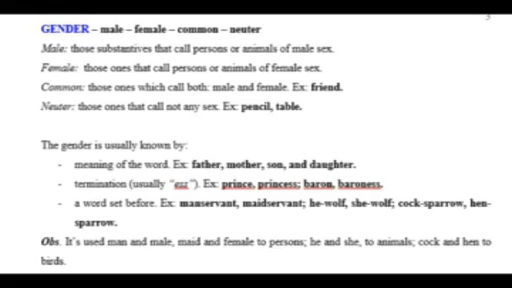 5
GENDER – male – female – common – neuter
Male: those substantives that call persons or animals of male sex.
Female: those ones that call persons or animals of female sex.
Common: those ones which call both: male and female. Ex: friend.
Neuter: those ones that call not any sex. Ex: pencil, table.
The gender is usually known by:
- meaning of the word. Ex: father, mother, son, and daughter.
- termination (usually “ess”). Ex: prince, princess; baron, baroness.
- a word set before. Ex: manservant, maidservant; he-wolf, she-wolf; cock-sparrow, hen-
sparrow.
Obs. It’s used man and male, maid and female to persons; he and she, to animals; cock and hen to
birds.